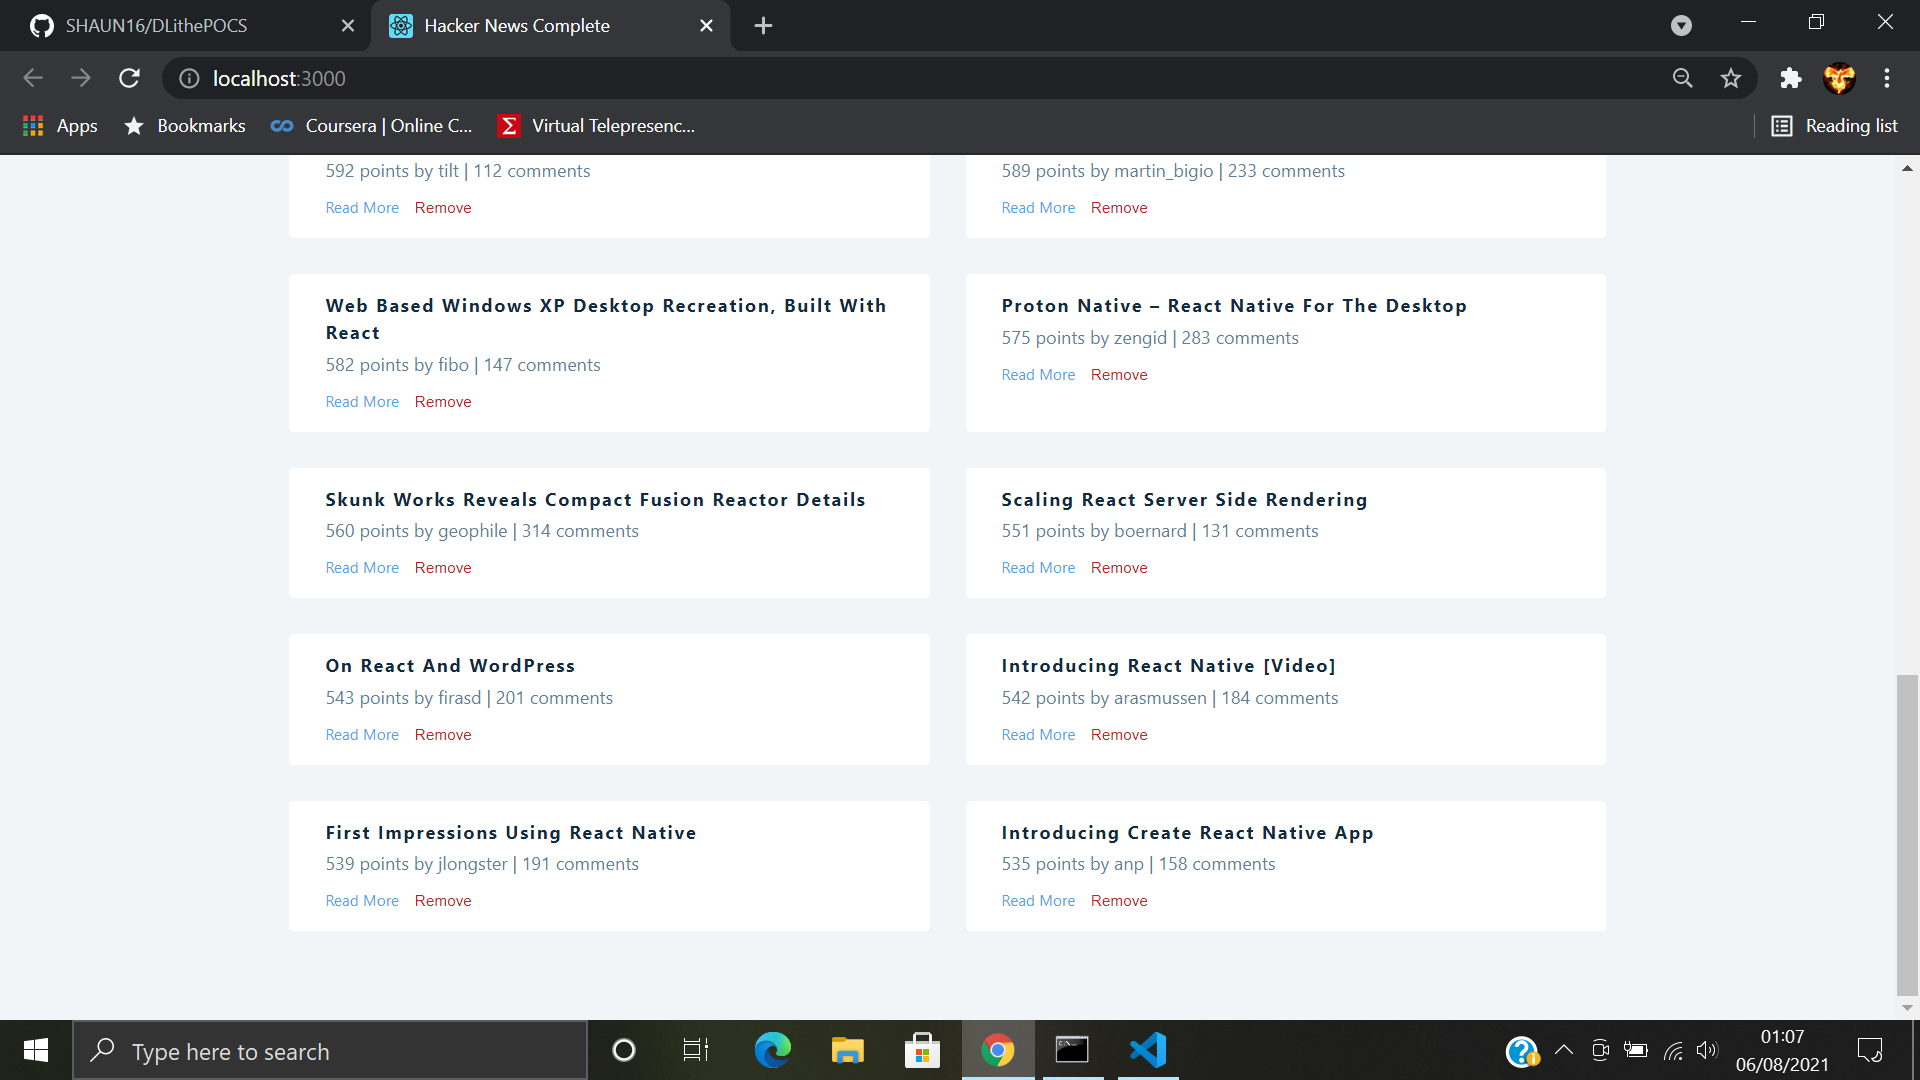 SHAUN16/DLithePOCS
Hacker News Complete
localhost:3000
Apps
Bookmarks
Coursera | Online C...
Virtual Telepresenc...
Reading list
592 points by tilt | 112 comments
Read More Remove
589 points by martin_bigio | 233 comments
Read More Remove
Web Based Windows XP Desktop Recreation, Built With
React
582 points by fibo | 147 comments
Read More Remove
Proton Native – React Native For The Desktop
575 points by zengid | 283 comments
Read More Remove
Skunk Works Reveals Compact Fusion Reactor Details
560 points by geophile | 314 comments
Read More Remove
Scaling React Server Side Rendering
551 points by boernard | 131 comments
Read More Remove
On React And WordPress
543 points by firasd | 201 comments
Read More Remove
Introducing React Native [Video]
542 points by arasmussen | 184 comments
Read More Remove
First Impressions Using React Native
539 points by jlongster | 191 comments
Read More Remove
Introducing Create React Native App
535 points by anp | 158 comments
Read More Remove
Type here to search
01:07
06/08/2021